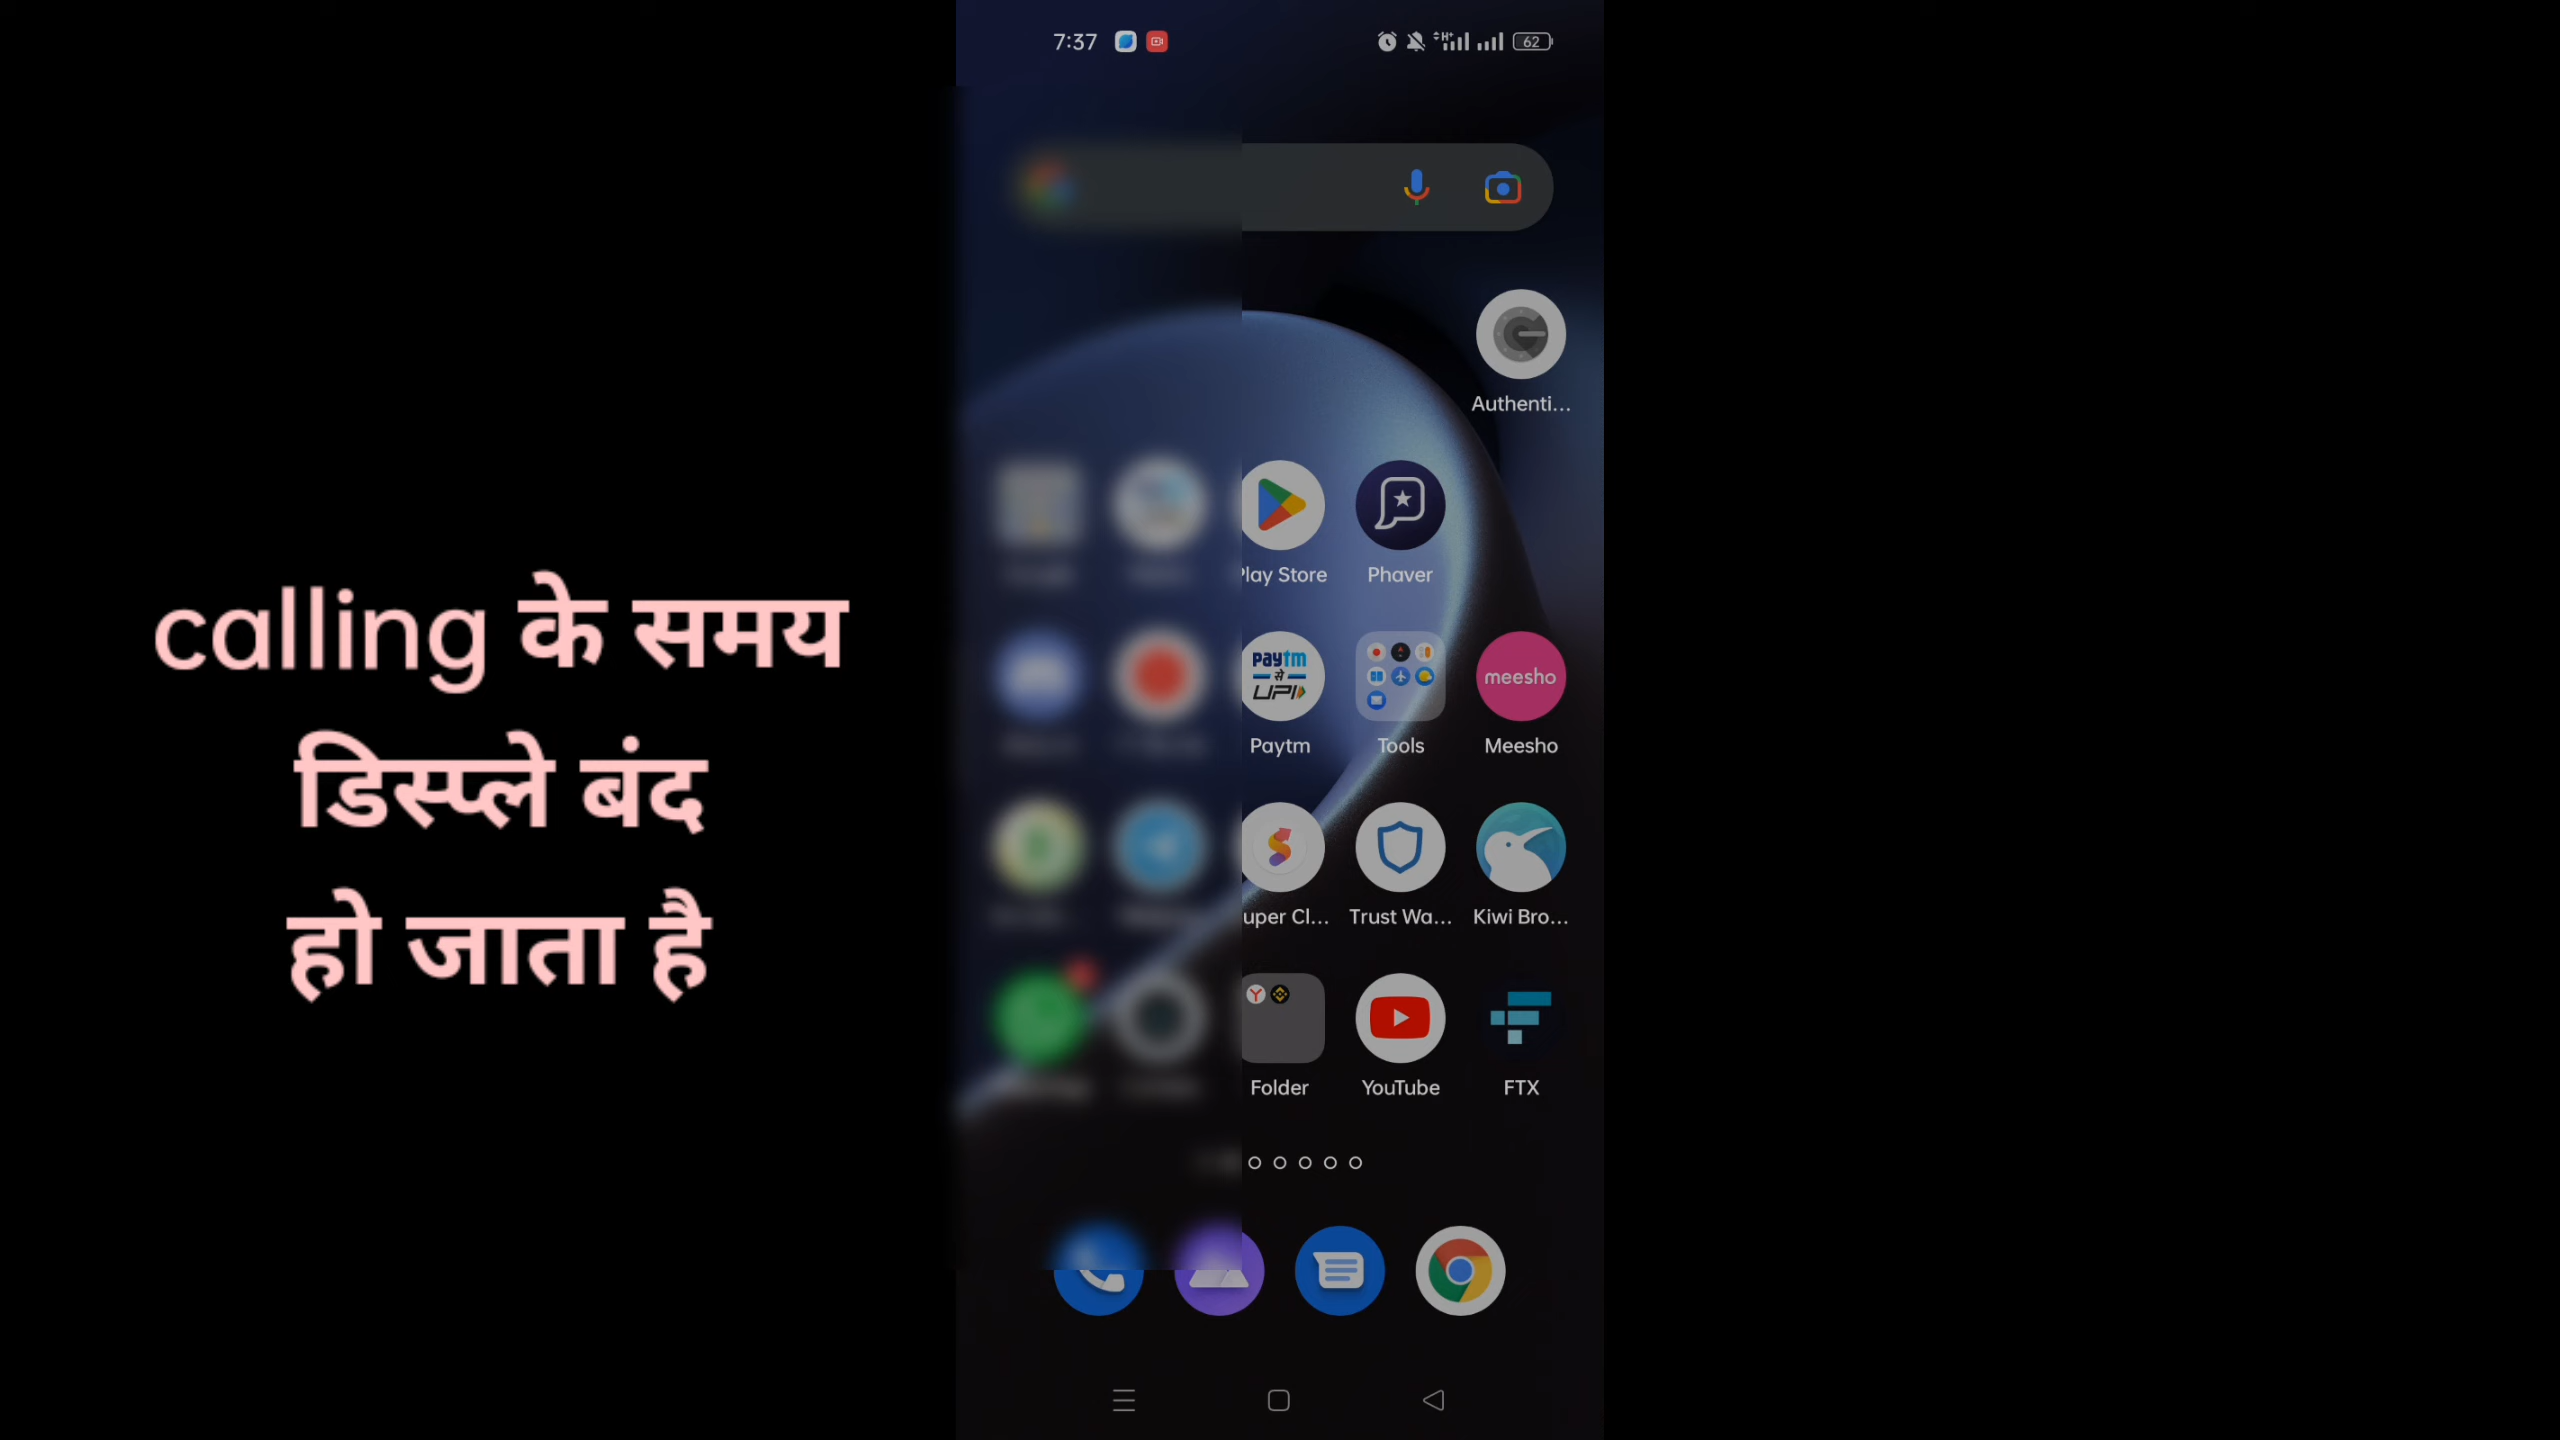 7:37
62
calling के समय
डिस्प्ले बंद
हो जाता है
Authenti...
Play Store
Phaver
paytm
से
UPI
meesho
Paytm
Tools
Meesho
uper Cl...
Trust Wa...
Kiwi Bro...
Folder
YouTube
FTX